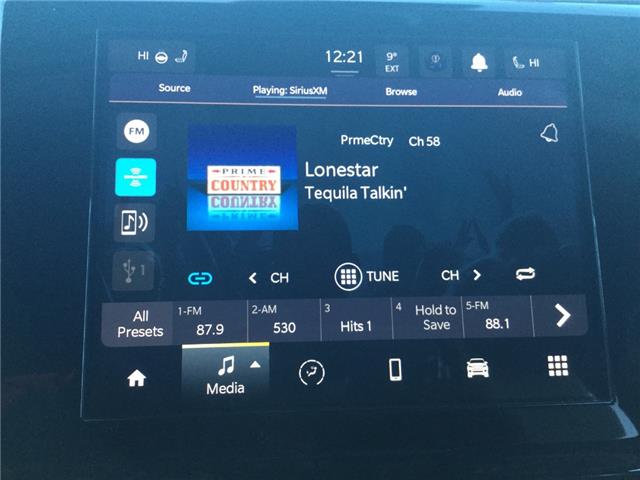 HI 12:21 9° EXT HI
Source Playing: SiriusXM Browse Audio
FM
PrmeCtry Ch 58
PRIME
COUNTRY
Lonestar
Tequila Talkin'
1
CH TUNE CH
All Presets
1-FM 87.9
2-AM 530
3 Hits 1
4 Hold to Save
5-FM 88.1
Media